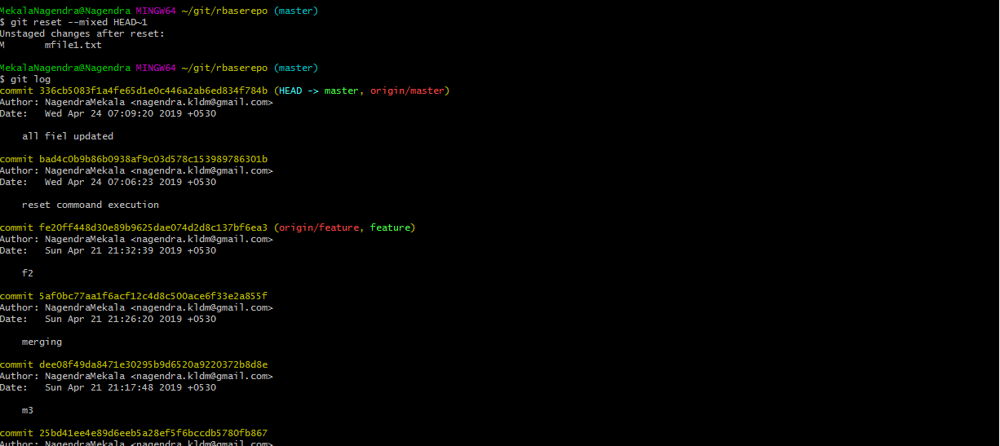 MekalaNagendra@Nagendra MINGW64 ~/git/rbaserepo (master)
$ git reset --mixed HEAD~1
Unstaged changes after reset:
M       mfile1.txt
MekalaNagendra@Nagendra MINGW64 ~/git/rbaserepo (master)
$ git log
commit 336cb5083f1a4fe65d1e0c446a2ab6ed834f784b (HEAD -> master, origin/master)
Author: NagendraMekala <nagendra.kldm@gmail.com>
Date:   Wed Apr 24 07:09:20 2019 +0530
all fiel updated
commit bad4c0b9b86b0938af9c03d578c153989786301b
Author: NagendraMekala <nagendra.kldm@gmail.com>
Date:   Wed Apr 24 07:06:23 2019 +0530
reset commoand execution
commit fe20ff448d30e89b9625dae074d2d8c137bf6ea3 (origin/feature, feature)
Author: NagendraMekala <nagendra.kldm@gmail.com>
Date:   Sun Apr 21 21:32:39 2019 +0530
f2
commit 5af0bc77aa1f6acf12c4d8c500ace6f33e2a855f
Author: NagendraMekala <nagendra.kldm@gmail.com>
Date:   Sun Apr 21 21:26:20 2019 +0530
merging
commit dee08f49da8471e30295b9d6520a9220372b8d8e
Author: NagendraMekala <nagendra.kldm@gmail.com>
Date:   Sun Apr 21 21:17:48 2019 +0530
m3
commit 25bd41ee4e89d6eeb5a28ef5f6bccdb5780fb867
Author: NagendraMekala <nagendra.kldm@gmail.com>